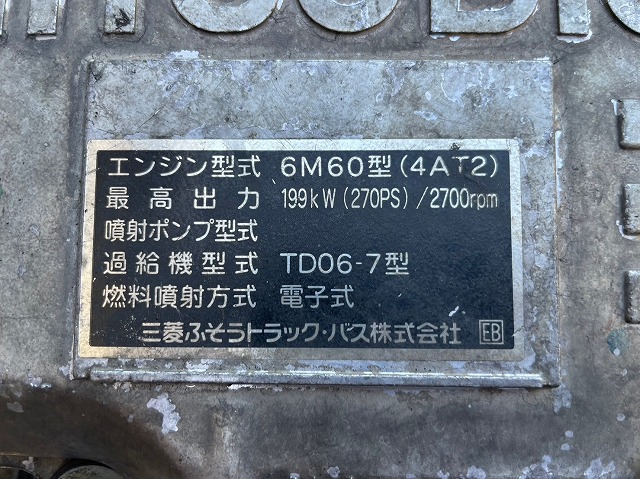 エンジン型式 6M60型(4AT2)
最高出力 199kW(270PS)/2700rpm
噴射ポンプ型式
過給機型式 TD06-7型
燃料噴射方式 電子式
三菱ふそうトラック・バス株式会社 EB